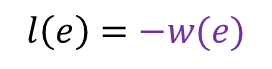 l(e) = −w(e)